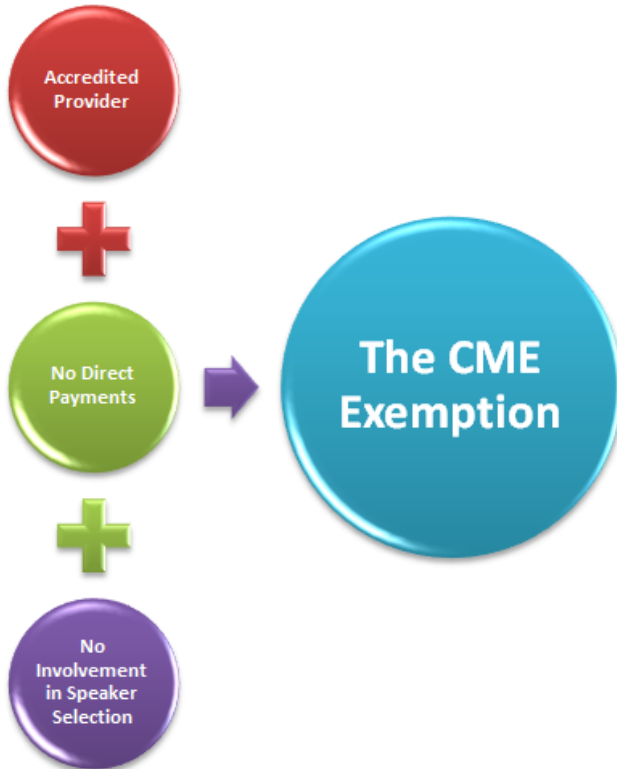 Accredited
Provider
No Direct
Payments
The CME
Exemption
No
Involvement
in Speaker
Selection